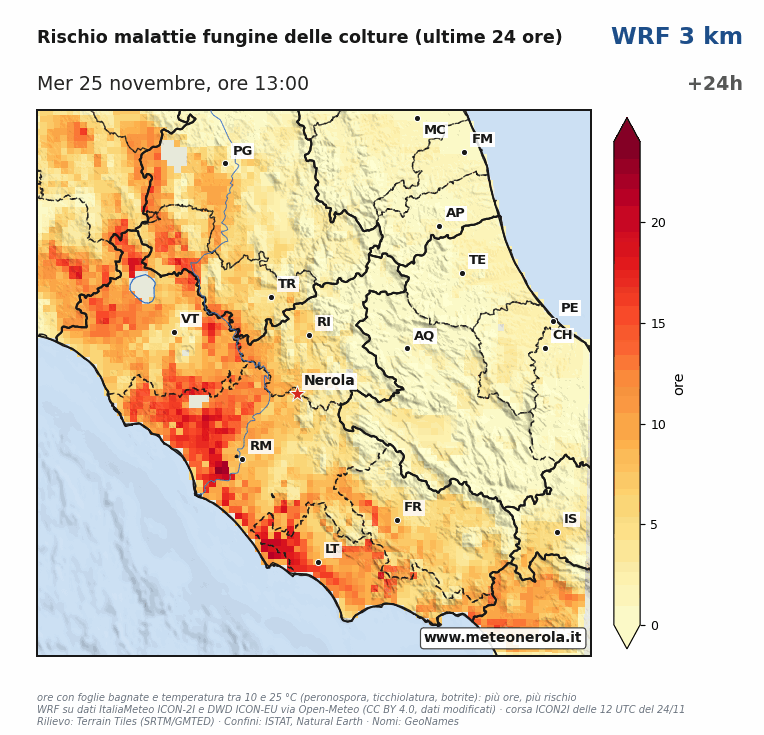 Rischio malattie fungine delle colture (ultime 24 ore)
WRF 3 km
Mer 25 novembre, ore 13:00
+24h
MC
FM
PG
AP
TE
TR
PE
RI
VT
CH
AQ
Nerola
RM
FR
IS
LT
www.meteonerola.it
20
15
10
5
0
ore
ore con foglie bagnate e temperatura tra 10 e 25 °C (peronospora, ticchiolatura, botrite): più ore, più rischio
WRF su dati ItaliaMeteo ICON-2I e DWD ICON-EU via Open-Meteo (CC BY 4.0, dati modificati) · corsa ICON2I delle 12 UTC del 24/11
Rilievo: Terrain Tiles (SRTM/GMTED) · Confini: ISTAT, Natural Earth · Nomi: GeoNames